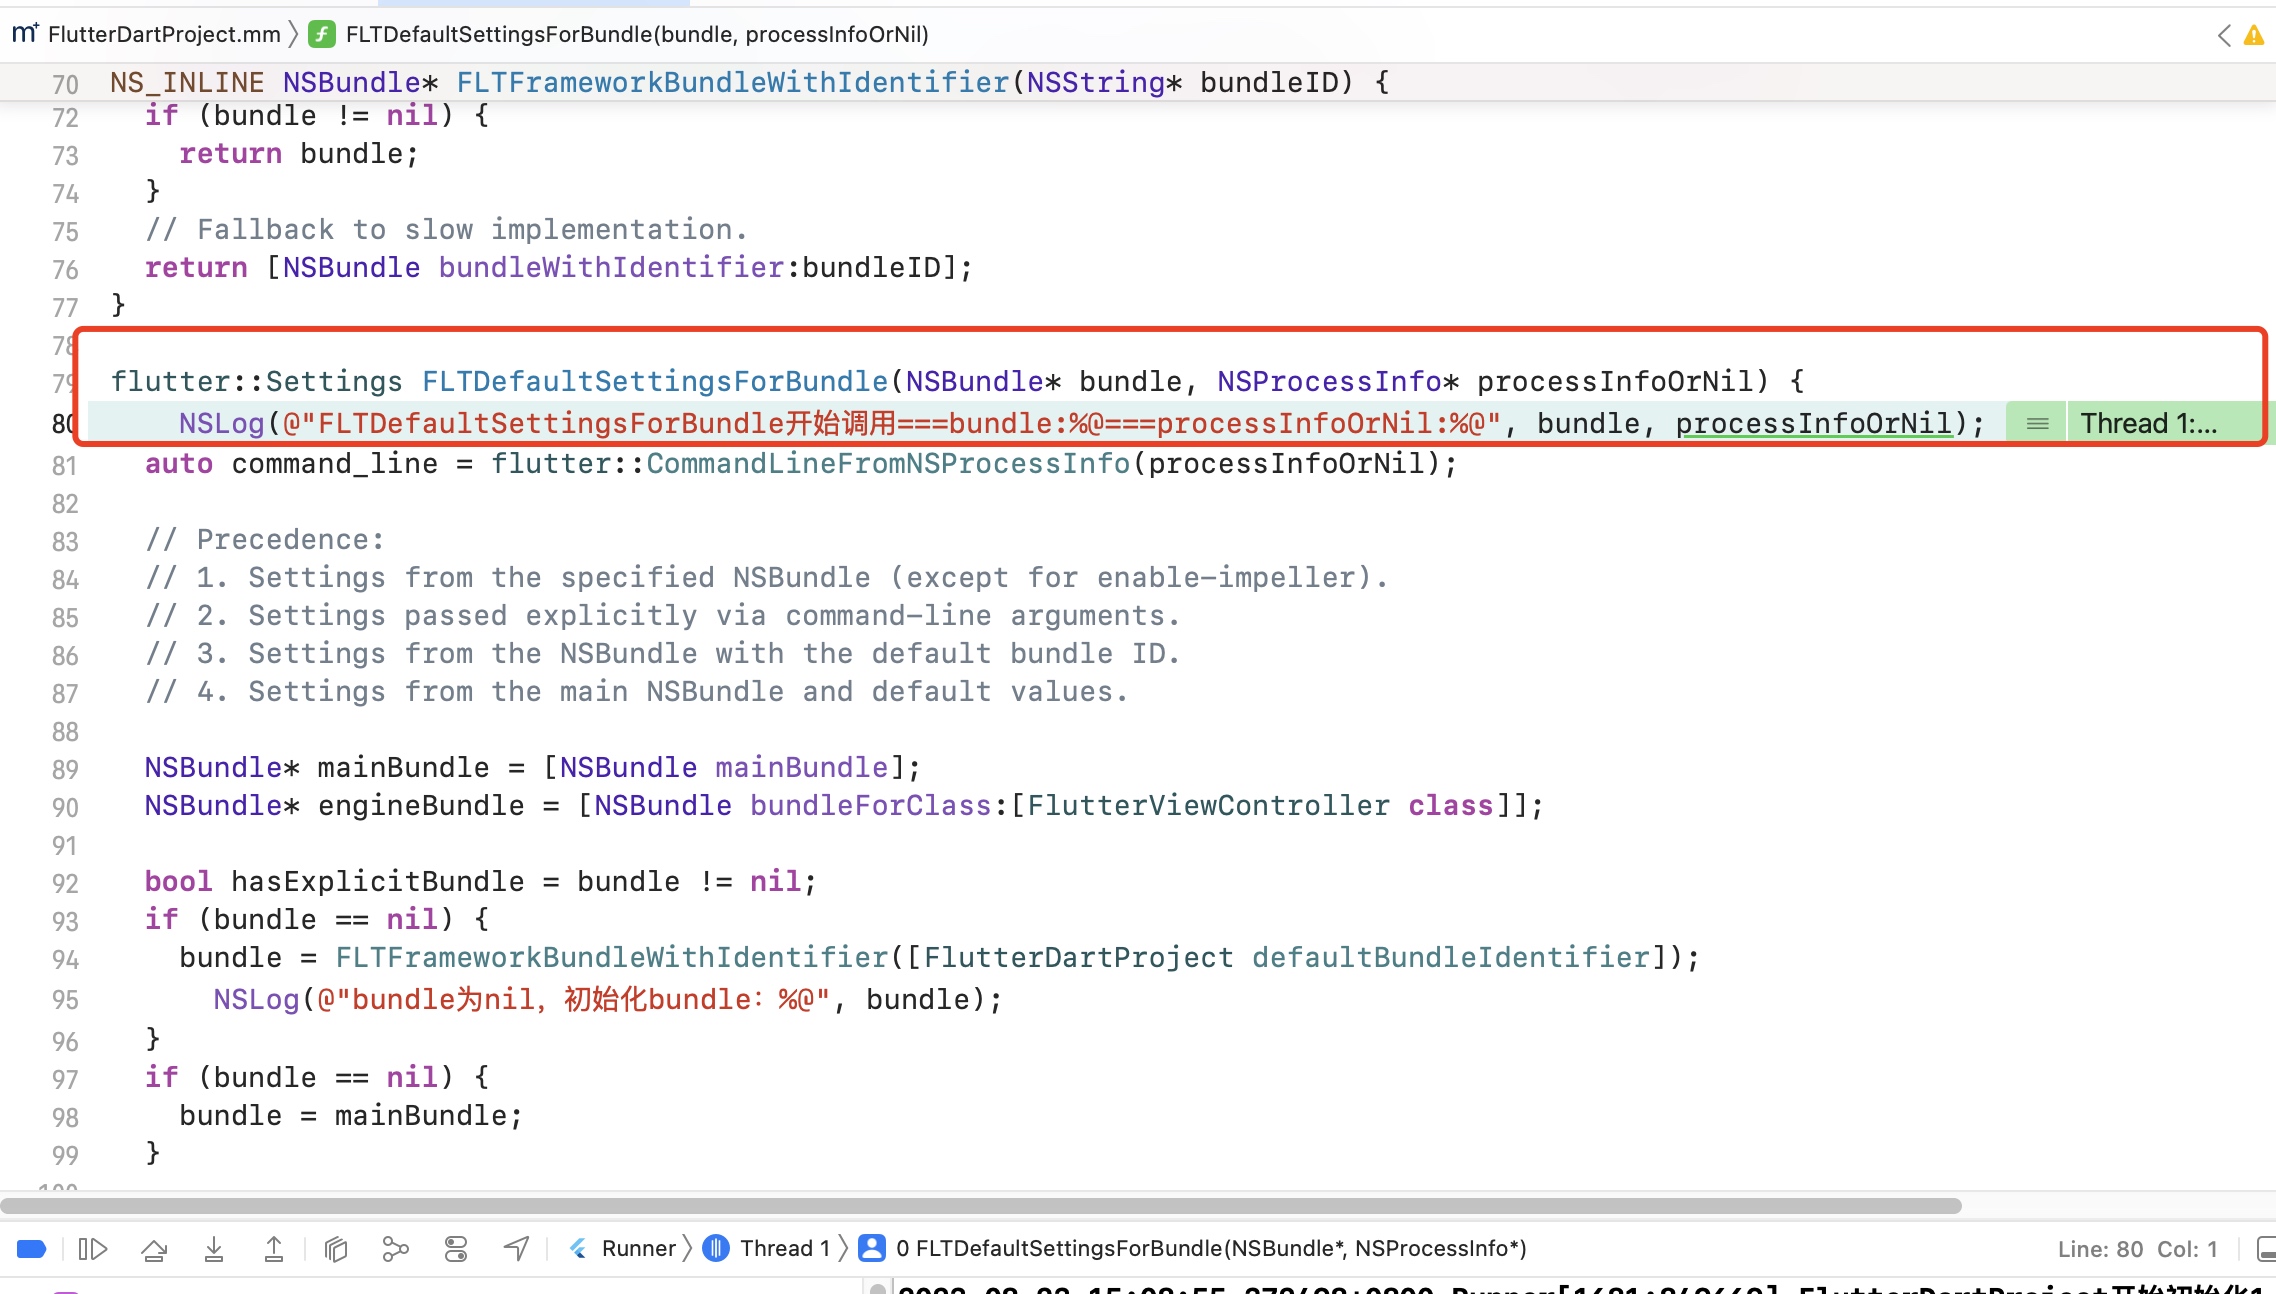 FlutterDartProject.mm FLTDefaultSettingsForBundle(bundle, processInfoOrNil)
70 NS_INLINE NSBundle* FLTFrameworkBundleWithIdentifier(NSString* bundleID) {
72 if (bundle != nil) {
73 return bundle;
74 }
75 // Fallback to slow implementation.
76 return [NSBundle bundleWithIdentifier:bundleID];
77 }
78
79 flutter::Settings FLTDefaultSettingsForBundle(NSBundle* bundle, NSProcessInfo* processInfoOrNil) {
80 NSLog(@"FLTDefaultSettingsForBundle开始调用===bundle:%@===processInfoOrNil:%@", bundle, processInfoOrNil); Thread 1:...
81 auto command_line = flutter::CommandLineFromNSProcessInfo(processInfoOrNil);
82
83 // Precedence:
84 // 1. Settings from the specified NSBundle (except for enable-impeller).
85 // 2. Settings passed explicitly via command-line arguments.
86 // 3. Settings from the NSBundle with the default bundle ID.
87 // 4. Settings from the main NSBundle and default values.
88
89 NSBundle* mainBundle = [NSBundle mainBundle];
90 NSBundle* engineBundle = [NSBundle bundleForClass:[FlutterViewController class]];
91
92 bool hasExplicitBundle = bundle != nil;
93 if (bundle == nil) {
94 bundle = FLTFrameworkBundleWithIdentifier([FlutterDartProject defaultBundleIdentifier]);
95 NSLog(@"bundle为nil，初始化bundle：%@", bundle);
96 }
97 if (bundle == nil) {
98 bundle = mainBundle;
99 }
Runner Thread 1 0 FLTDefaultSettingsForBundle(NSBundle*, NSProcessInfo*) Line: 80 Col: 1